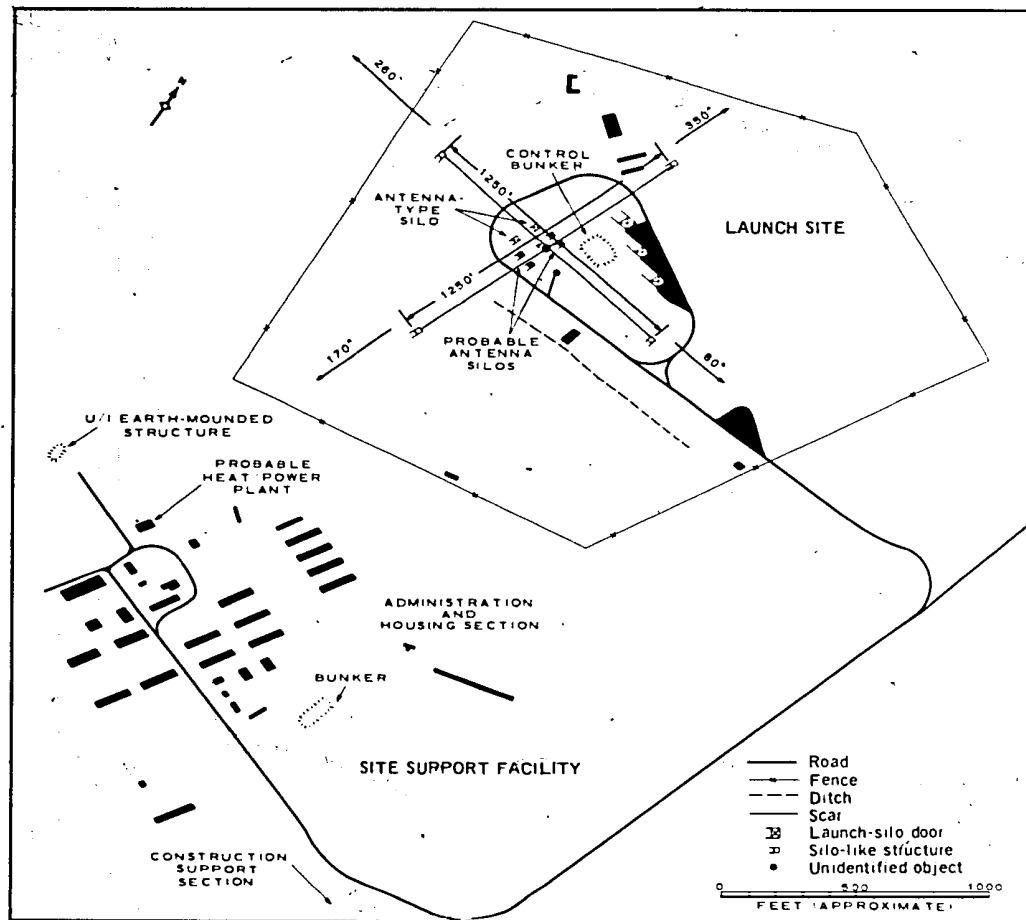 N
260°
350°
CONTROL
BUNKER
1250'
ANTENNA-
TYPE
SILO
LAUNCH SITE
1250'
170°
PROBABLE
ANTENNA
SILOS
80°
U/I EARTH-MOUNDED
STRUCTURE
PROBABLE
HEAT/POWER
PLANT
ADMINISTRATION
AND
HOUSING SECTION
BUNKER
SITE SUPPORT FACILITY
CONSTRUCTION
SUPPORT
SECTION
Road
Fence
Ditch
Scar
Launch-silo door
Silo-like structure
Unidentified object
0 500 1000
FEET (APPROXIMATE)